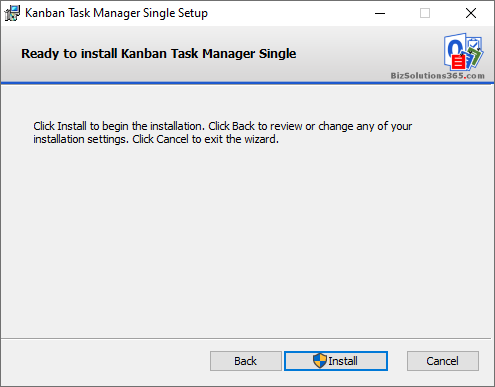 Kanban Task Manager Single Setup
Ready to install Kanban Task Manager Single
BizSolutions365.com
Click Install to begin the installation. Click Back to review or change any of your
installation settings. Click Cancel to exit the wizard.
Back
Install
Cancel